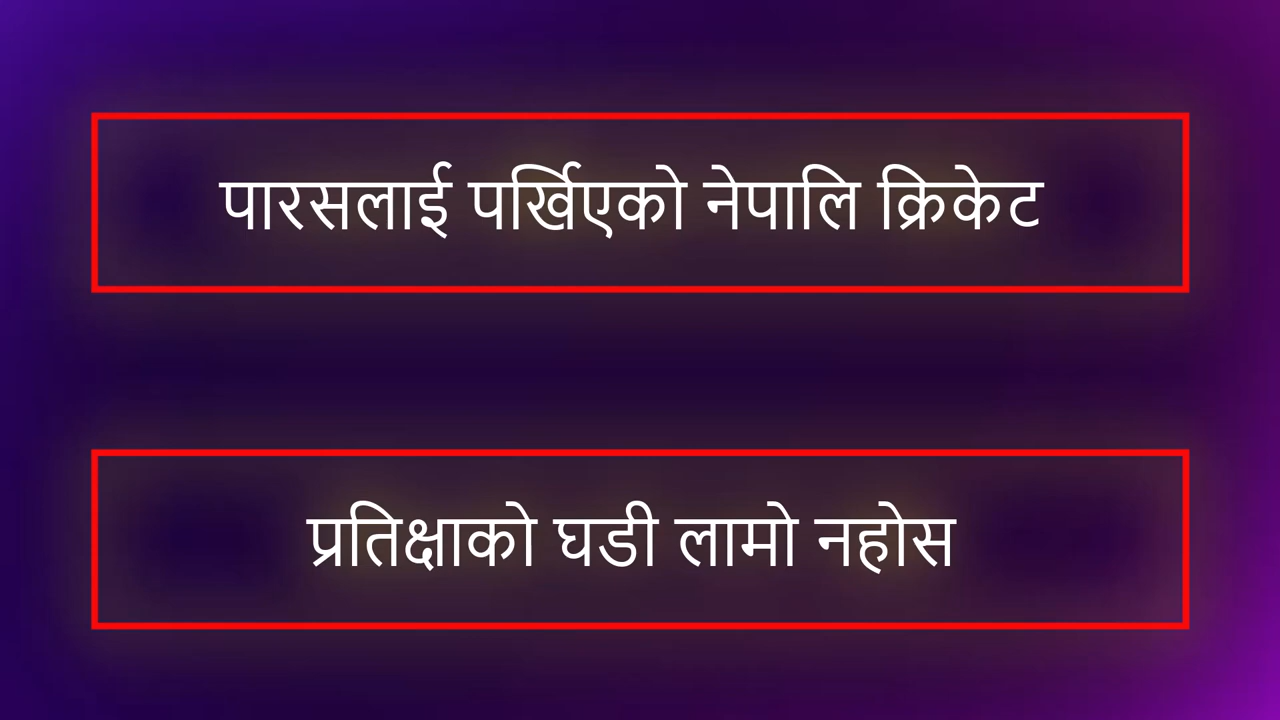 पारसलाई पर्खिएको नेपालि क्रिकेट
प्रतिक्षाको घडी लामो नहोस